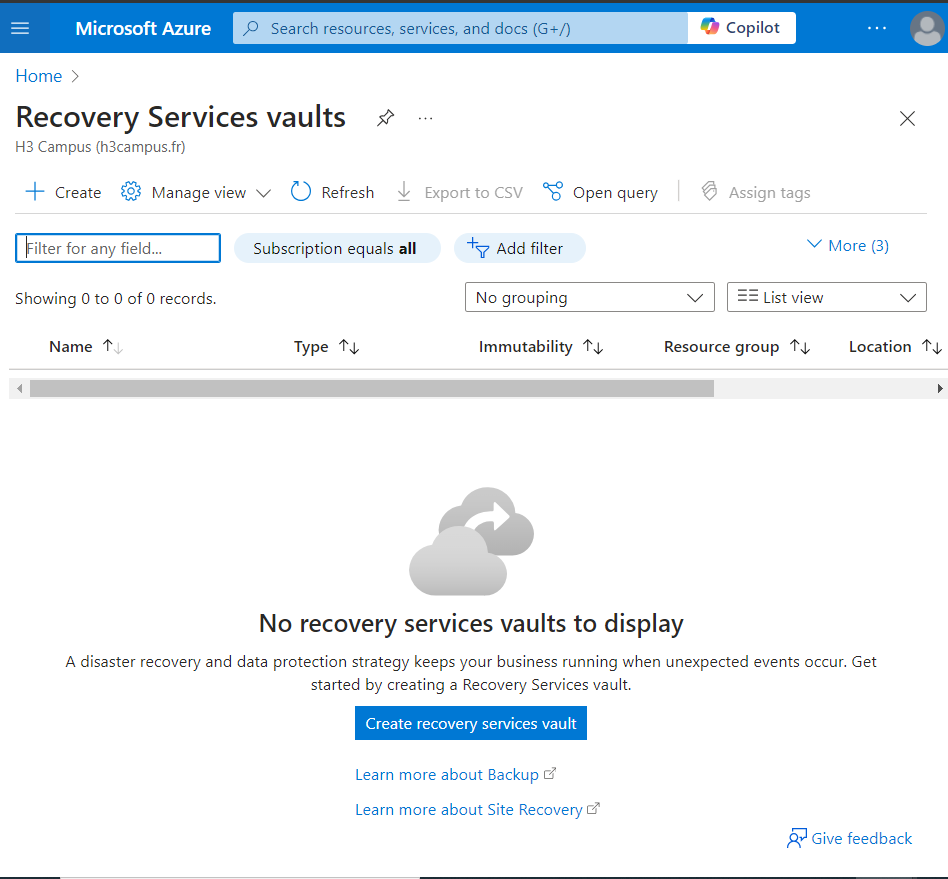 Microsoft Azure
Search resources, services, and docs (G+/)
Copilot
Home
Recovery Services vaults
H3 Campus (h3campus.fr)
Create
Manage view
Refresh
Export to CSV
Open query
Assign tags
Filter for any field...
Subscription equals all
Add filter
More (3)
Showing 0 to 0 of 0 records.
No grouping
List view
Name
Type
Immutability
Resource group
Location
No recovery services vaults to display
A disaster recovery and data protection strategy keeps your business running when unexpected events occur. Get
started by creating a Recovery Services vault.
Create recovery services vault
Learn more about Backup
Learn more about Site Recovery
Give feedback